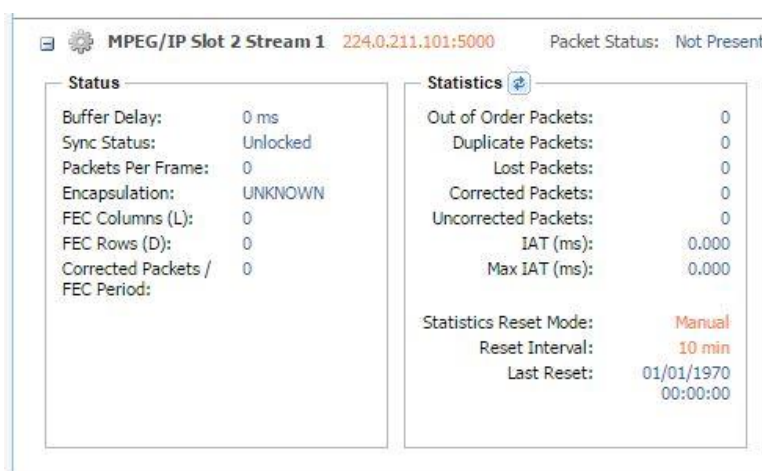 MPEG/IP Slot 2 Stream 1 224.0.211.101:5000 Packet Status: Not Present
Status
Buffer Delay: 0 ms
Sync Status: Unlocked
Packets Per Frame: 0
Encapsulation: UNKNOWN
FEC Columns (L): 0
FEC Rows (D): 0
Corrected Packets / 0
FEC Period:
Statistics
Out of Order Packets: 0
Duplicate Packets: 0
Lost Packets: 0
Corrected Packets: 0
Uncorrected Packets: 0
IAT (ms): 0.000
Max IAT (ms): 0.000
Statistics Reset Mode: Manual
Reset Interval: 10 min
Last Reset: 01/01/1970
00:00:00